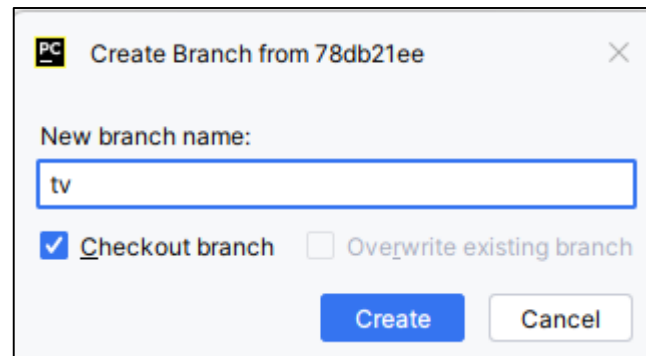 PC Create Branch from 78db21ee
New branch name:
tv
Checkout branch Overwrite existing branch
Create Cancel